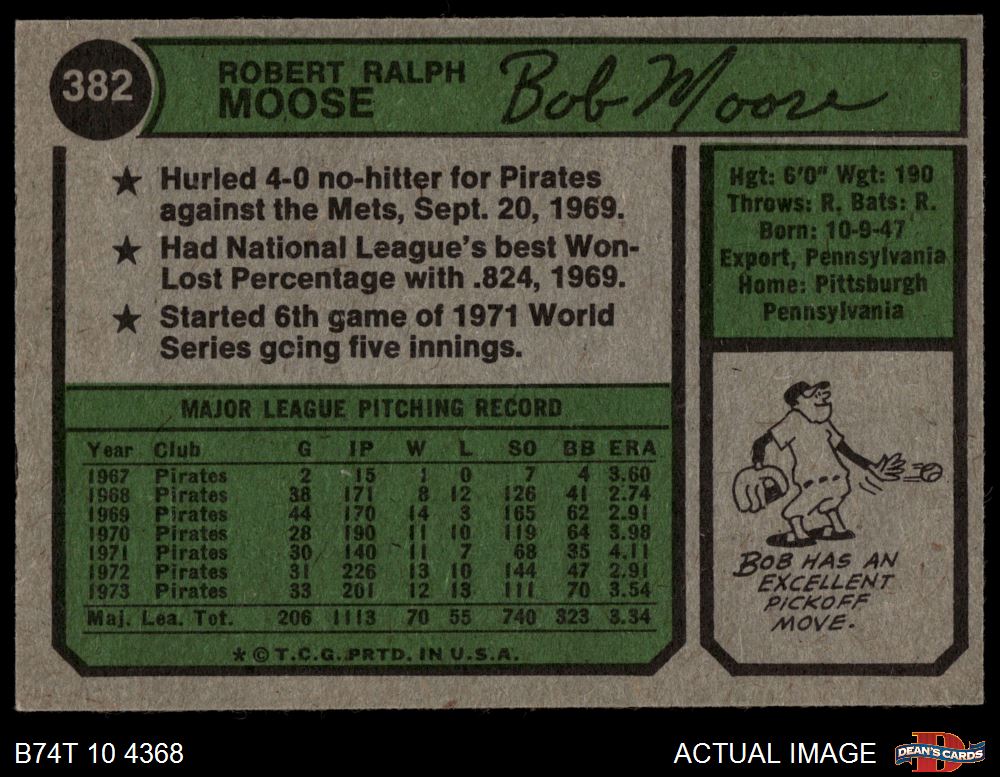 382
ROBERT RALPH
MOOSE
Bob Moose
★ Hurled 4-0 no-hitter for Pirates
against the Mets, Sept. 20, 1969.
★ Had National League's best Won-
Lost Percentage with .824, 1969.
★ Started 6th game of 1971 World
Series going five innings.
Hgt: 6'0" Wgt: 190
Throws: R. Bats: R.
Born: 10-9-47
Export, Pennsylvania
Home: Pittsburgh
Pennsylvania
MAJOR LEAGUE PITCHING RECORD
Year Club G IP W L SO BB ERA
1967 Pirates 2 15 1 0 7 4 3.60
1968 Pirates 38 171 8 12 126 41 2.74
1969 Pirates 44 170 14 3 165 62 2.91
1970 Pirates 28 190 11 10 119 64 3.98
1971 Pirates 30 140 11 7 68 35 4.11
1972 Pirates 31 226 13 10 144 47 2.91
1973 Pirates 33 201 12 13 111 70 3.54
Maj. Lea. Tot. 206 1113 70 55 740 323 3.34
* © T.C.G. PRTD. IN U.S.A.
BOB HAS AN
EXCELLENT
PICKOFF
MOVE.
B74T 10 4368
ACTUAL IMAGE
DEAN'S CARDS